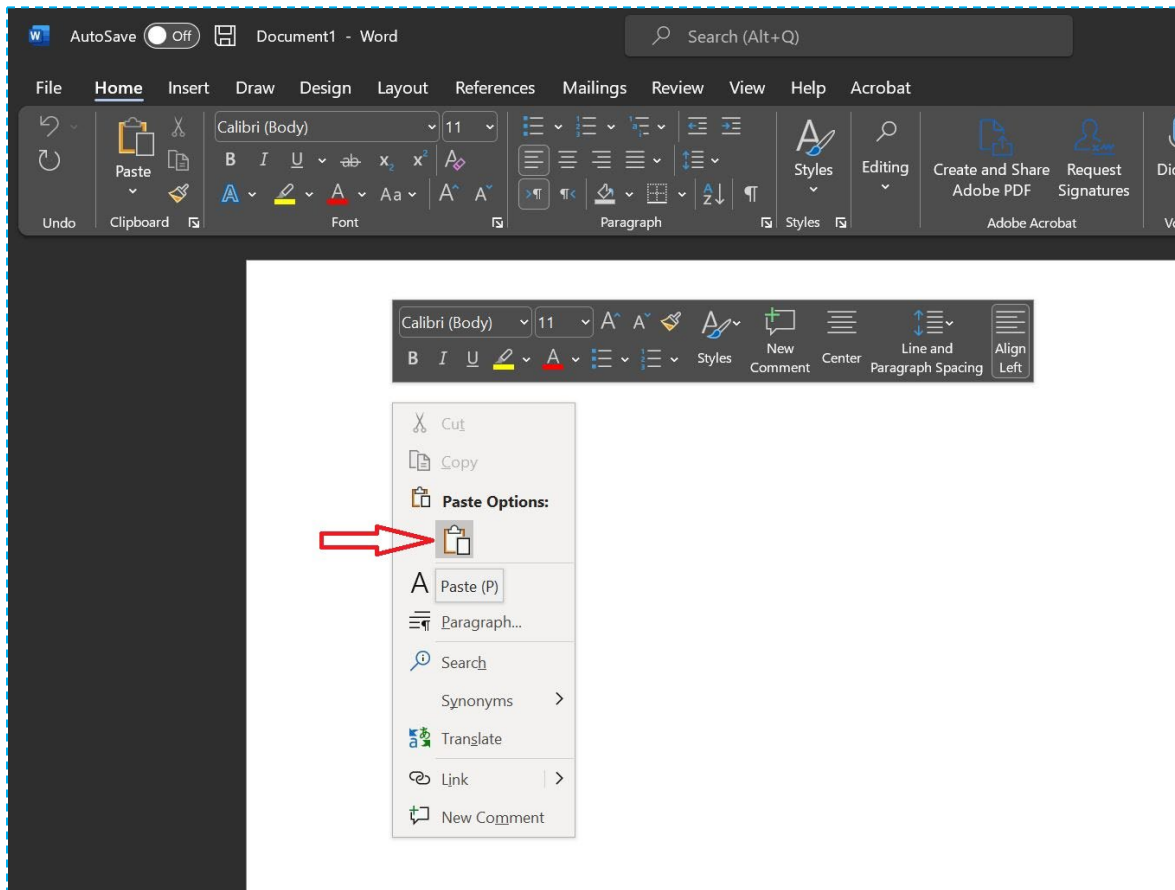 AutoSave Off Document1 - Word Search (Alt+Q)
File Home Insert Draw Design Layout References Mailings Review View Help Acrobat
Calibri (Body) 11
Paste
B I U ab x2 x2 A
A A Aa A A
Styles
Editing
Create and Share
Adobe PDF
Request
Signatures
Undo Clipboard Font Paragraph Styles Adobe Acrobat
Calibri (Body) 11 A A
B I U A Styles
New
Comment
Center
Line and
Paragraph Spacing
Align
Left
Cut
Copy
Paste Options:
A Paste (P)
Paragraph...
Search
Synonyms
Translate
Link
New Comment